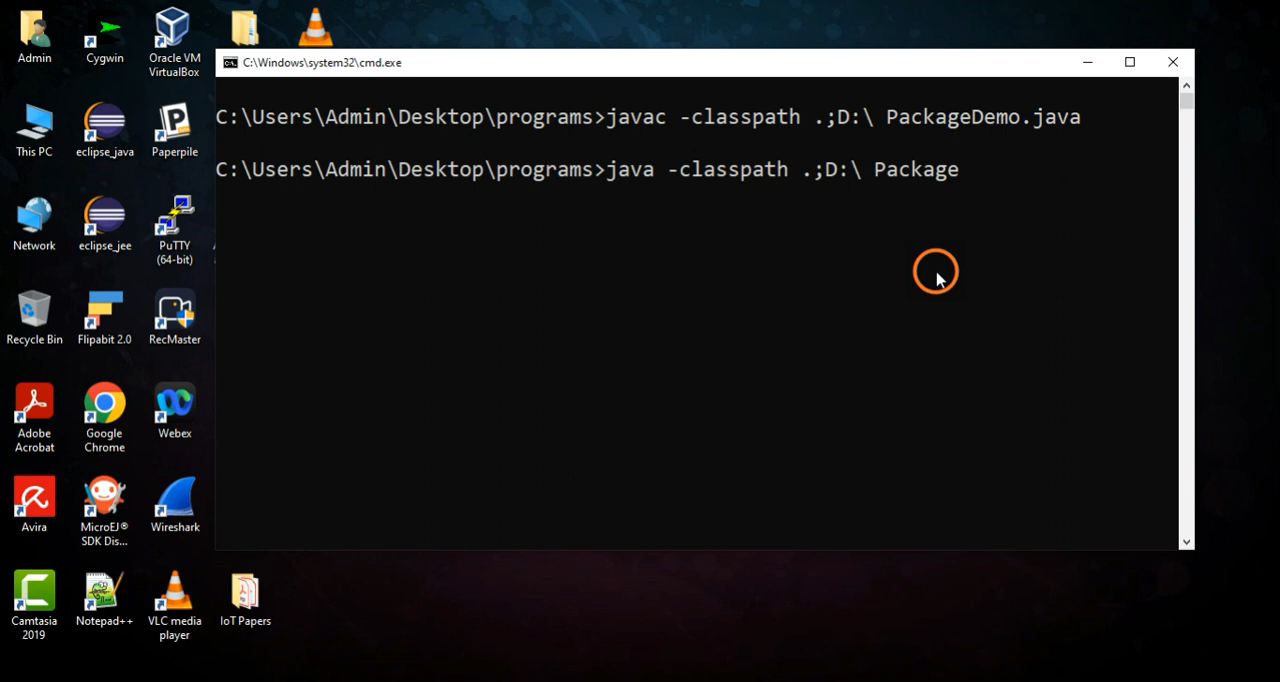 Admin
Cygwin
Oracle VM
VirtualBox
C:\Windows\system32\cmd.exe
C:\Users\Admin\Desktop\programs>javac -classpath .;D:\ PackageDemo.java
C:\Users\Admin\Desktop\programs>java -classpath .;D:\ Package
This PC
eclipse_java
Paperpile
Network
eclipse_jee
PuTTY
(64-bit)
Recycle Bin
Flipabit 2.0
RecMaster
Adobe
Acrobat
Google
Chrome
Webex
Avira
MicroEJ®
SDK Dis...
Wireshark
Camtasia
2019
Notepad++
VLC media
player
IoT Papers